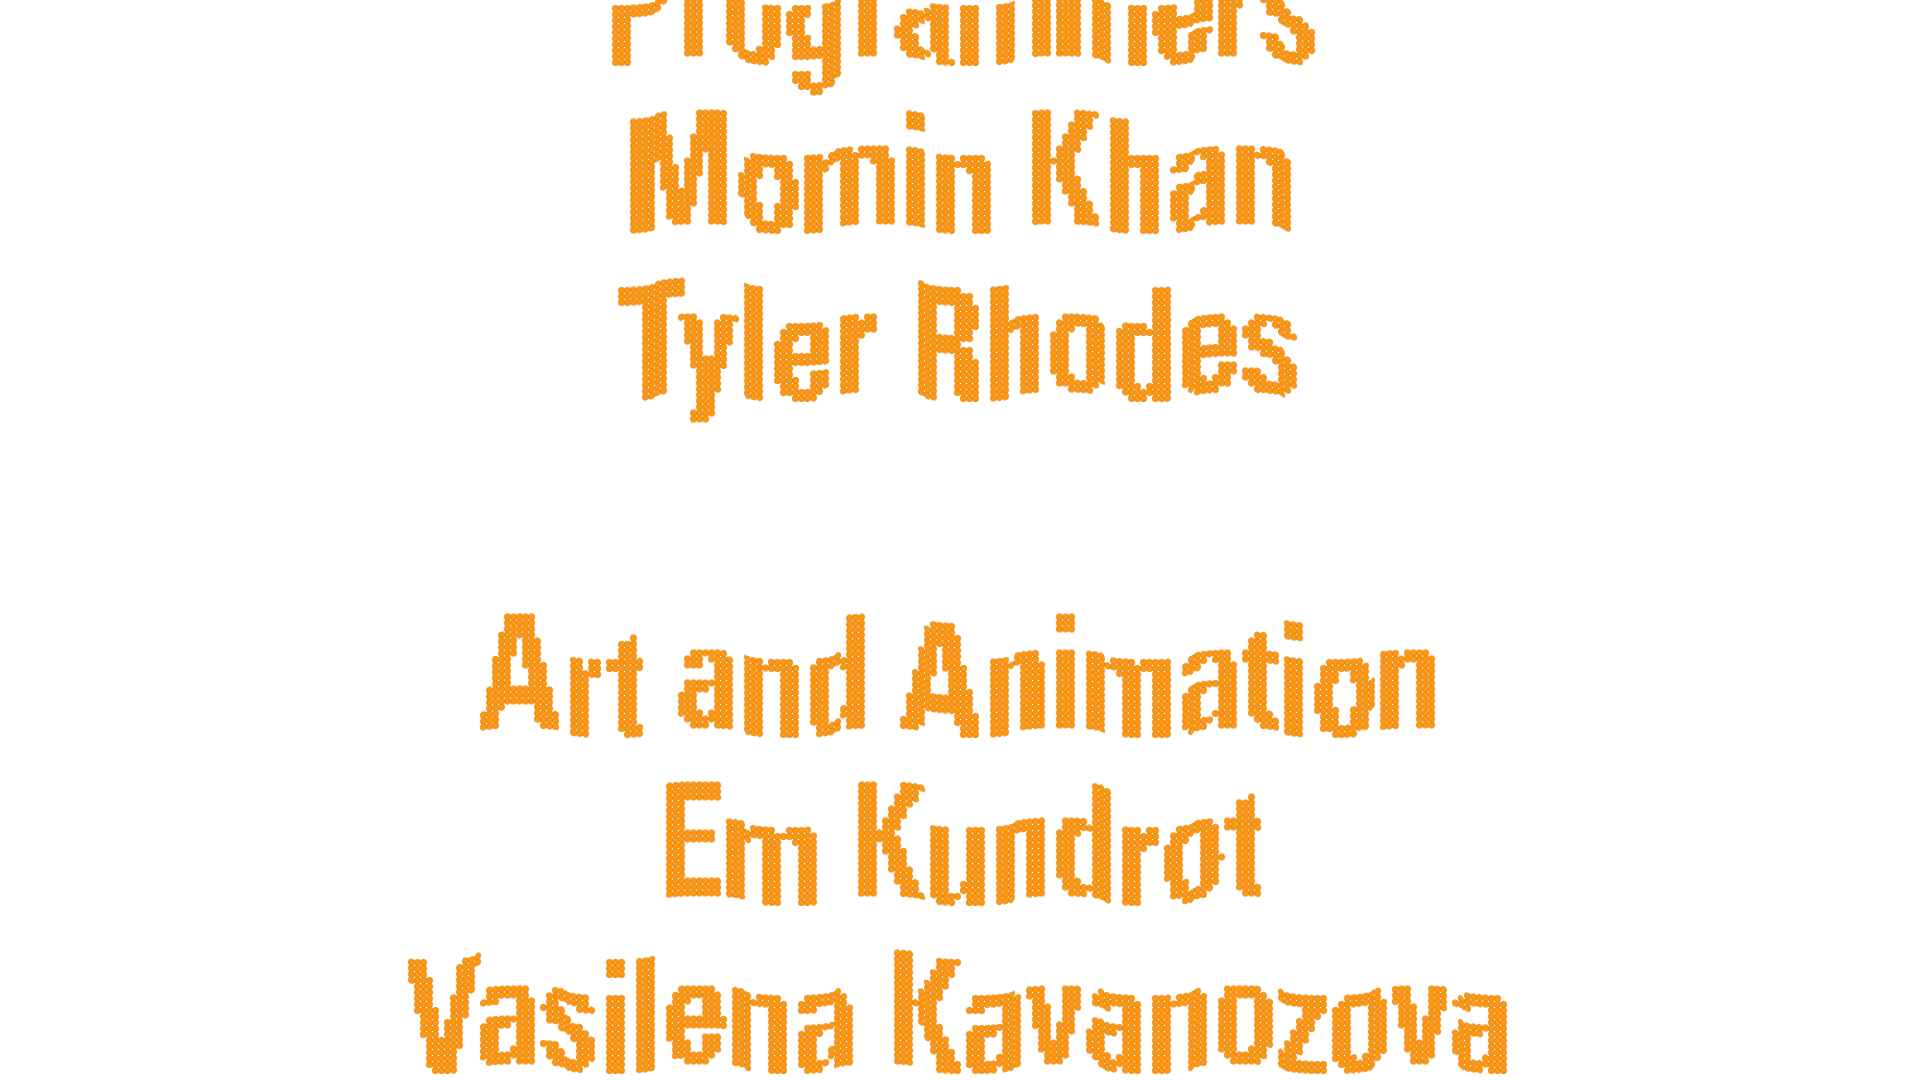 Programmers
Momin Khan
Tyler Rhodes
Art and Animation
Em Kundrot
Vasilena Kavanozova